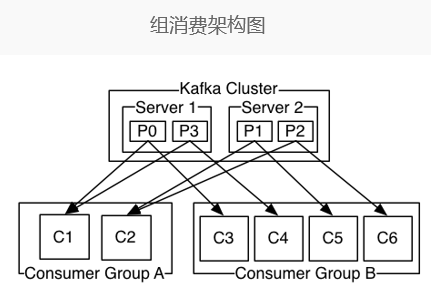 组消费架构图
Kafka Cluster
Server 1 Server 2
P0 P3 P1 P2
C1 C2 C3 C4 C5 C6
Consumer Group A Consumer Group B